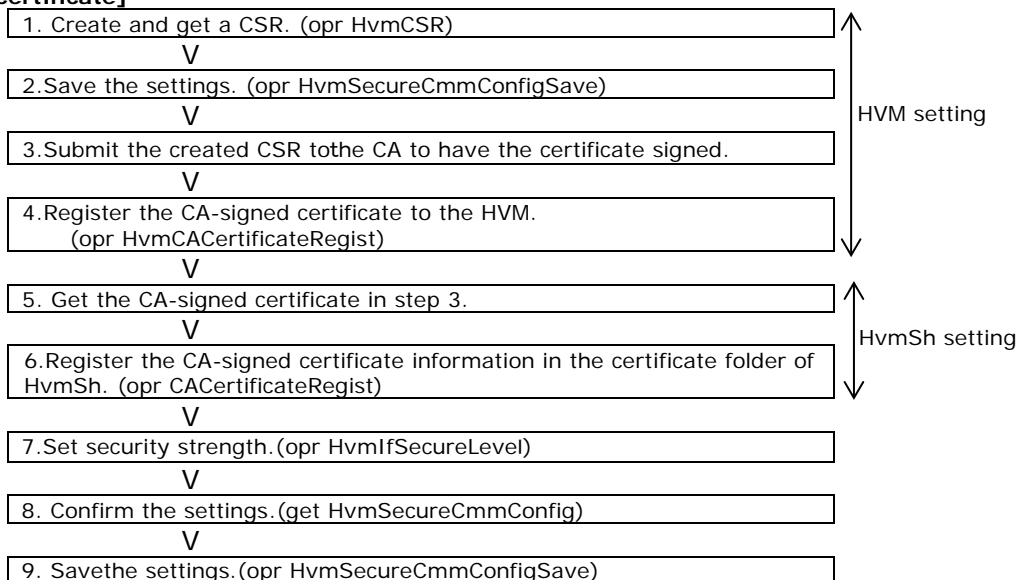 certificate]
1. Create and get a CSR. (opr HvmCSR)
V
2.Save the settings. (opr HvmSecureCmmConfigSave)
V
HVM setting
3.Submit the created CSR tothe CA to have the certificate signed.
V
4.Register the CA-signed certificate to the HVM.
(opr HvmCACertificateRegist)
V
5. Get the CA-signed certificate in step 3.
V
HvmSh setting
6.Register the CA-signed certificate information in the certificate folder of
HvmSh. (opr CACertificateRegist)
V
7.Set security strength.(opr HvmIfSecureLevel)
V
8. Confirm the settings.(get HvmSecureCmmConfig)
V
9. Savethe settings.(opr HvmSecureCmmConfigSave)